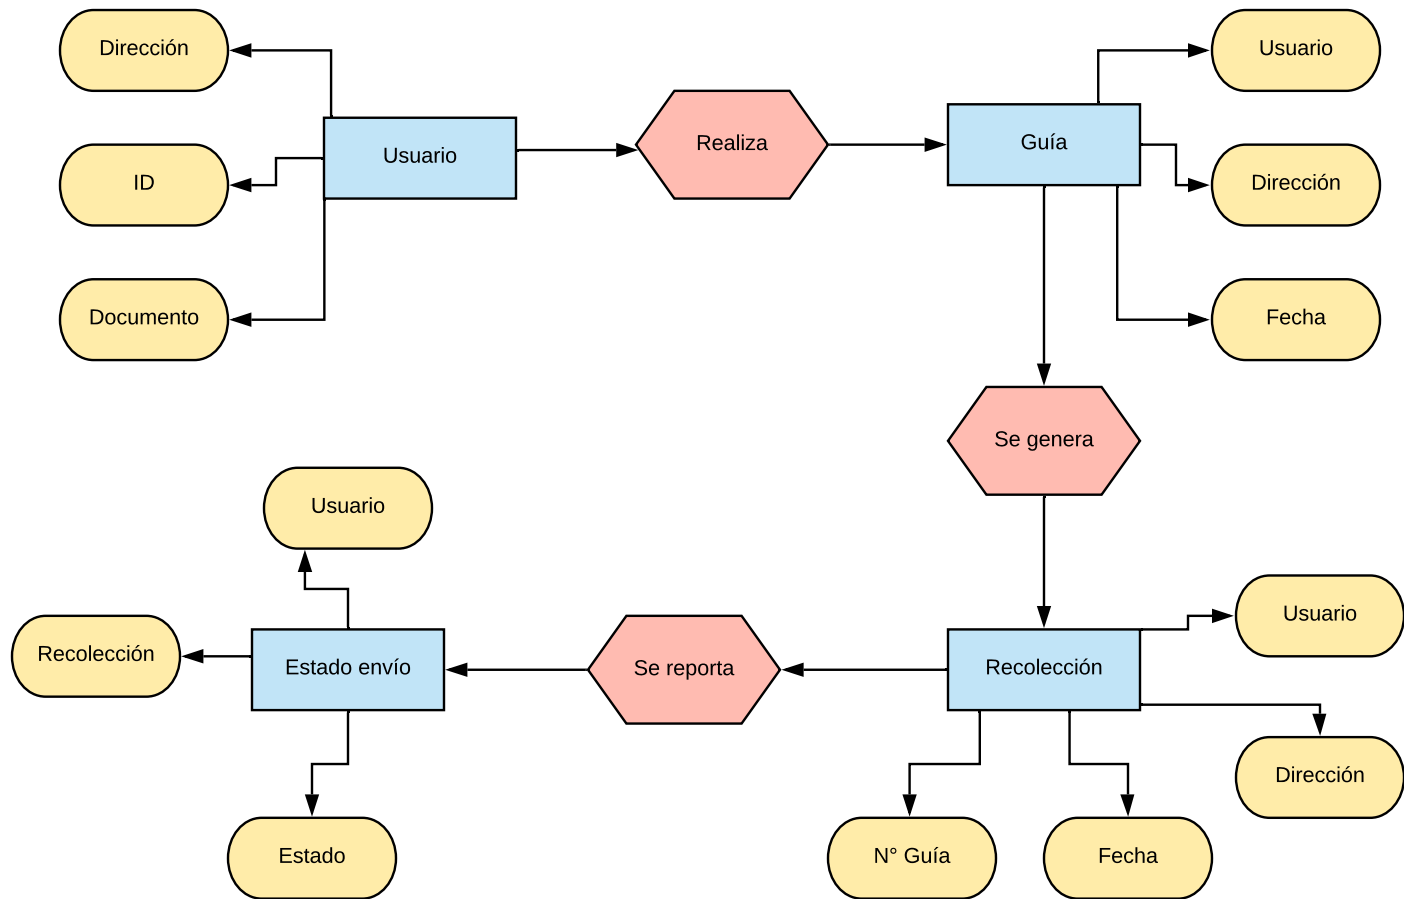 Dirección
Usuario
Realiza
Guía
Usuario
ID
Dirección
Documento
Fecha
Se genera
Usuario
Usuario
Recolección
Estado envío
Se reporta
Recolección
Dirección
Estado
N° Guía
Fecha